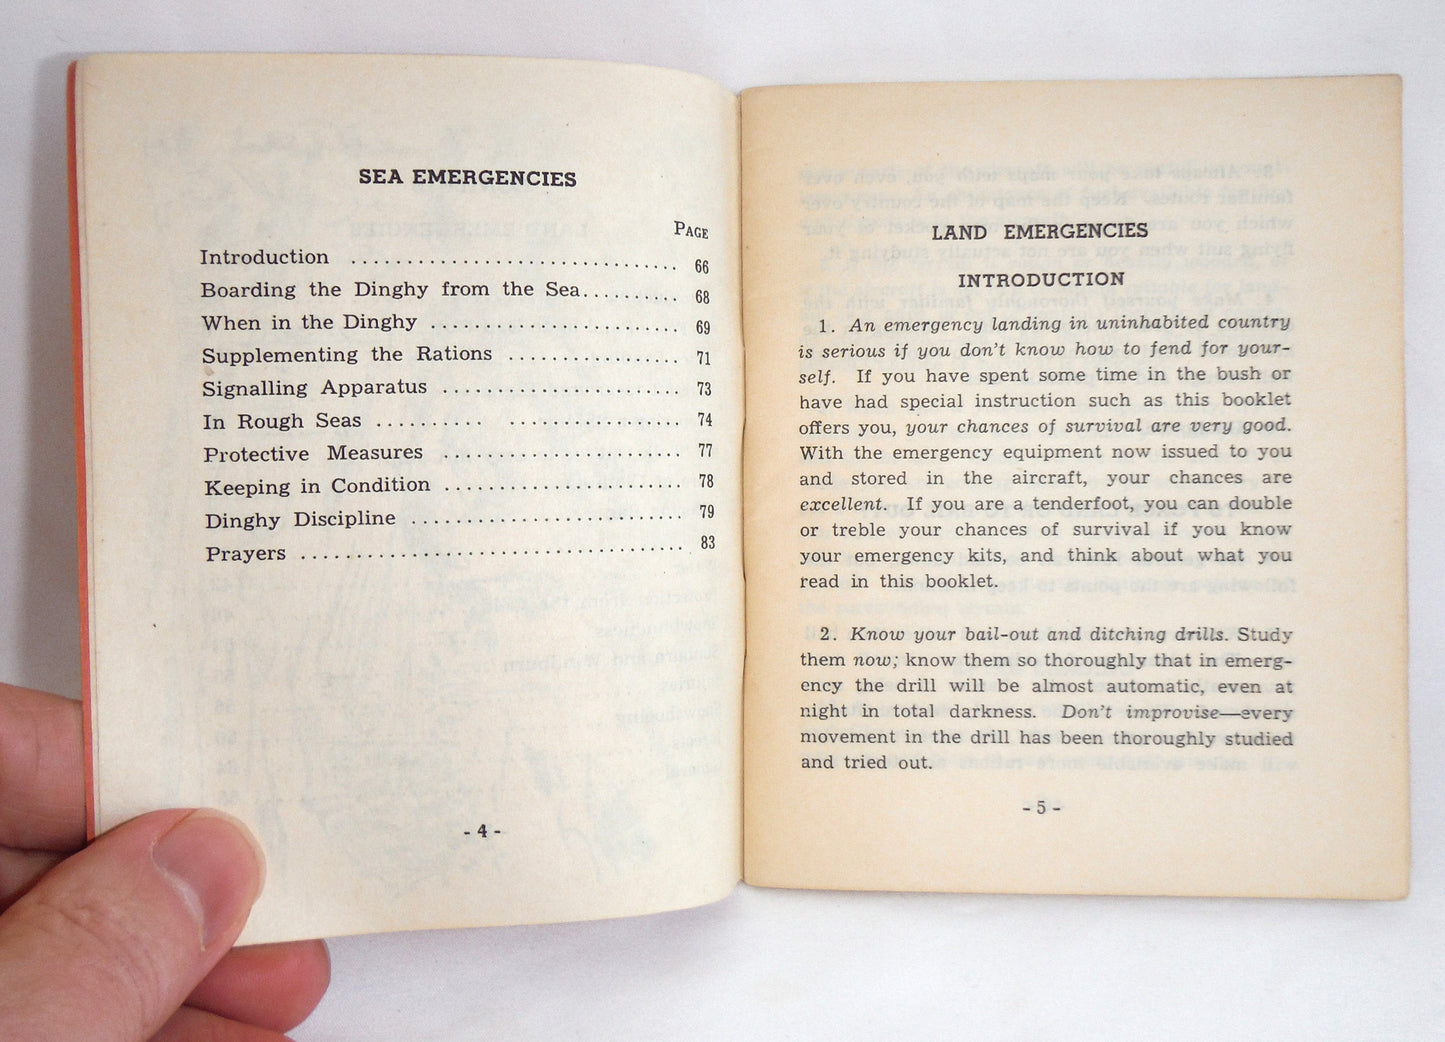 SEA EMERGENCIES
PAGE
Introduction .............................. 66
Boarding the Dinghy from the Sea.......... 68
When in the Dinghy ....................... 69
Supplementing the Rations ................ 71
Signalling Apparatus ...................... 73
In Rough Seas .......... ................ 74
Protective Measures ...................... 77
Keeping in Condition ...................... 78
Dinghy Discipline ......................... 79
Prayers ................................... 83
- 4 -
LAND EMERGENCIES
INTRODUCTION
1. An emergency landing in uninhabited country
is serious if you don't know how to fend for your-
self. If you have spent some time in the bush or
have had special instruction such as this booklet
offers you, your chances of survival are very good.
With the emergency equipment now issued to you
and stored in the aircraft, your chances are
excellent. If you are a tenderfoot, you can double
or treble your chances of survival if you know
your emergency kits, and think about what you
read in this booklet.
2. Know your bail-out and ditching drills. Study
them now; know them so thoroughly that in emerg-
ency the drill will be almost automatic, even at
night in total darkness. Don't improvise—every
movement in the drill has been thoroughly studied
and tried out.
- 5 -